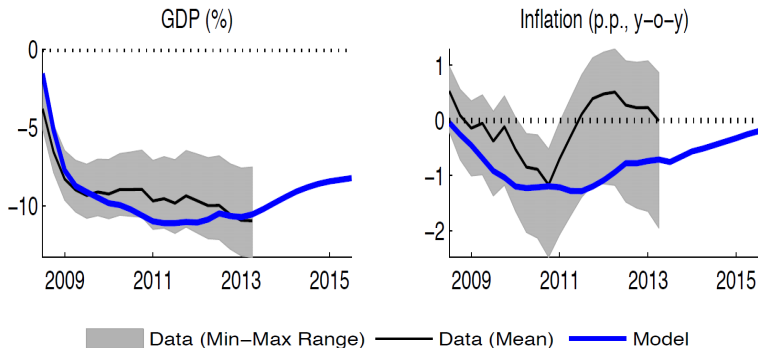 GDP (%)
0
−5
−10
2009 2011 2013 2015
Inflation (p.p., y−o−y)
1
0
−1
−2
2009 2011 2013 2015
Data (Min−Max Range) Data (Mean) Model